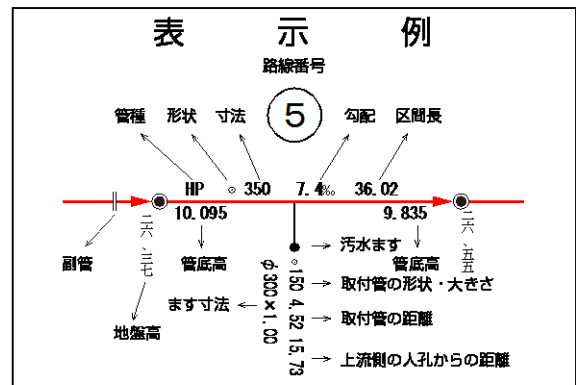 表 示 例
路線番号
5
管種 形状 寸法 勾配 区間長
HP 350 7.4‰ 36.02
10.095 9.835
副管
二六.三七
管底高
地盤高
二六.五五
管底高
汚水ます
ます寸法
φ300×1.00
150 4.52 15.73
取付管の形状・大きさ
取付管の距離
上流側の人孔からの距離